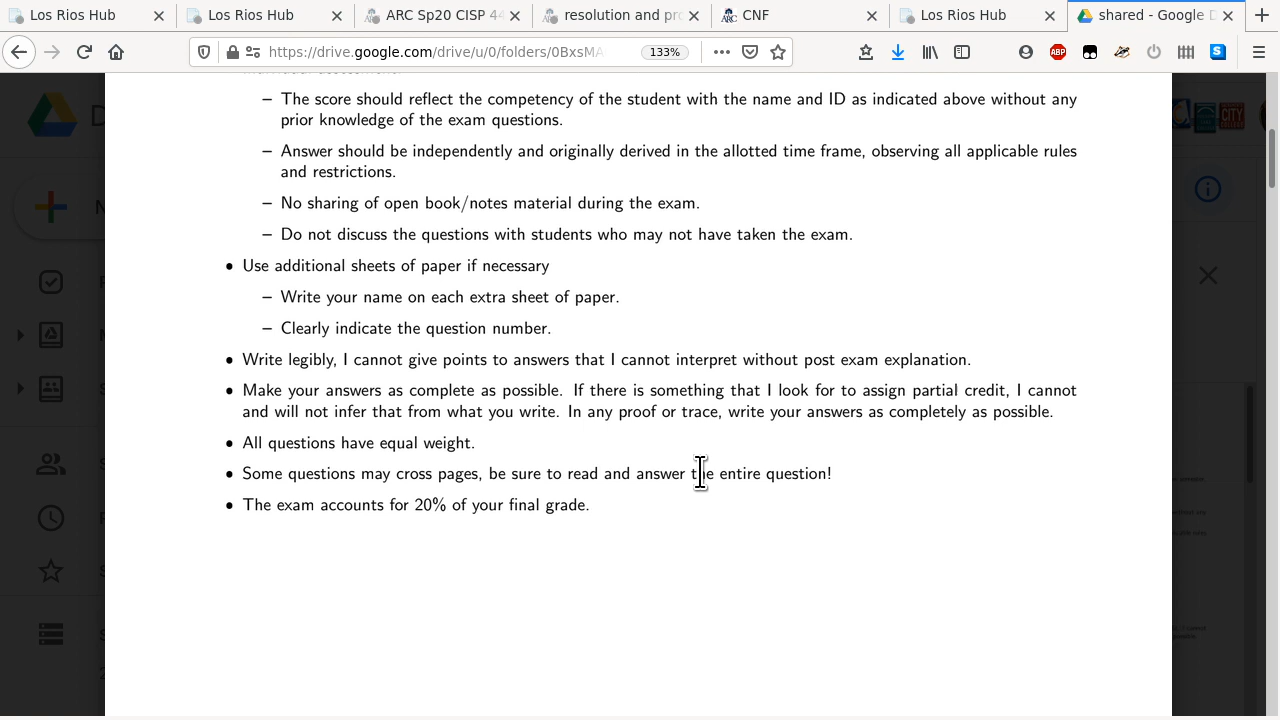 Los Rios Hub
Los Rios Hub
ARC Sp20 CISP 44
resolution and pr
CNF
Los Rios Hub
shared - Google D
https://drive.google.com/drive/u/0/folders/0BxsMA
133%
ABP
S
– The score should reflect the competency of the student with the name and ID as indicated above without any
prior knowledge of the exam questions.
– Answer should be independently and originally derived in the allotted time frame, observing all applicable rules
and restrictions.
– No sharing of open book/notes material during the exam.
– Do not discuss the questions with students who may not have taken the exam.
• Use additional sheets of paper if necessary
– Write your name on each extra sheet of paper.
– Clearly indicate the question number.
• Write legibly, I cannot give points to answers that I cannot interpret without post exam explanation.
• Make your answers as complete as possible. If there is something that I look for to assign partial credit, I cannot
and will not infer that from what you write. In any proof or trace, write your answers as completely as possible.
• All questions have equal weight.
• Some questions may cross pages, be sure to read and answer the entire question!
• The exam accounts for 20% of your final grade.